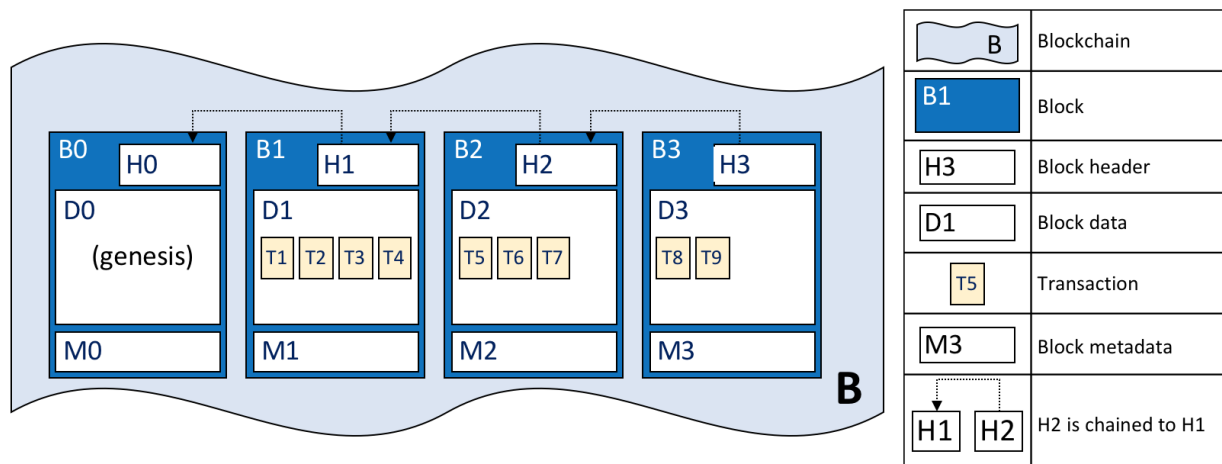 B0
H0
D0
(genesis)
M0
B1
H1
D1
T1 T2 T3 T4
M1
B2
H2
D2
T5 T6 T7
M2
B3
H3
D3
T8 T9
M3
B
B Blockchain
B1 Block
H3 Block header
D1 Block data
T5 Transaction
M3 Block metadata
H1 H2 H2 is chained to H1